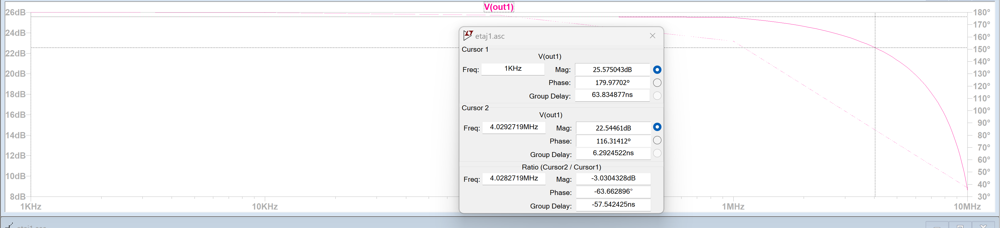 V(out1)
26dB
24dB
22dB
20dB
18dB
16dB
14dB
12dB
10dB
8dB
180°
170°
160°
150°
140°
130°
120°
110°
100°
90°
80°
70°
60°
50°
40°
30°
1KHz
10KHz
1MHz
10MHz
etaj1.asc
Cursor 1
V(out1)
Freq: 1KHz Mag: 25.575043dB
Phase: 179.97702°
Group Delay: 63.834877ns
Cursor 2
V(out1)
Freq: 4.0292719MHz Mag: 22.54461dB
Phase: 116.31412°
Group Delay: 6.2924522ns
Ratio (Cursor2 / Cursor1)
Freq: 4.0282719MHz Mag: -3.0304328dB
Phase: -63.662896°
Group Delay: -57.542425ns
etaj1.asc